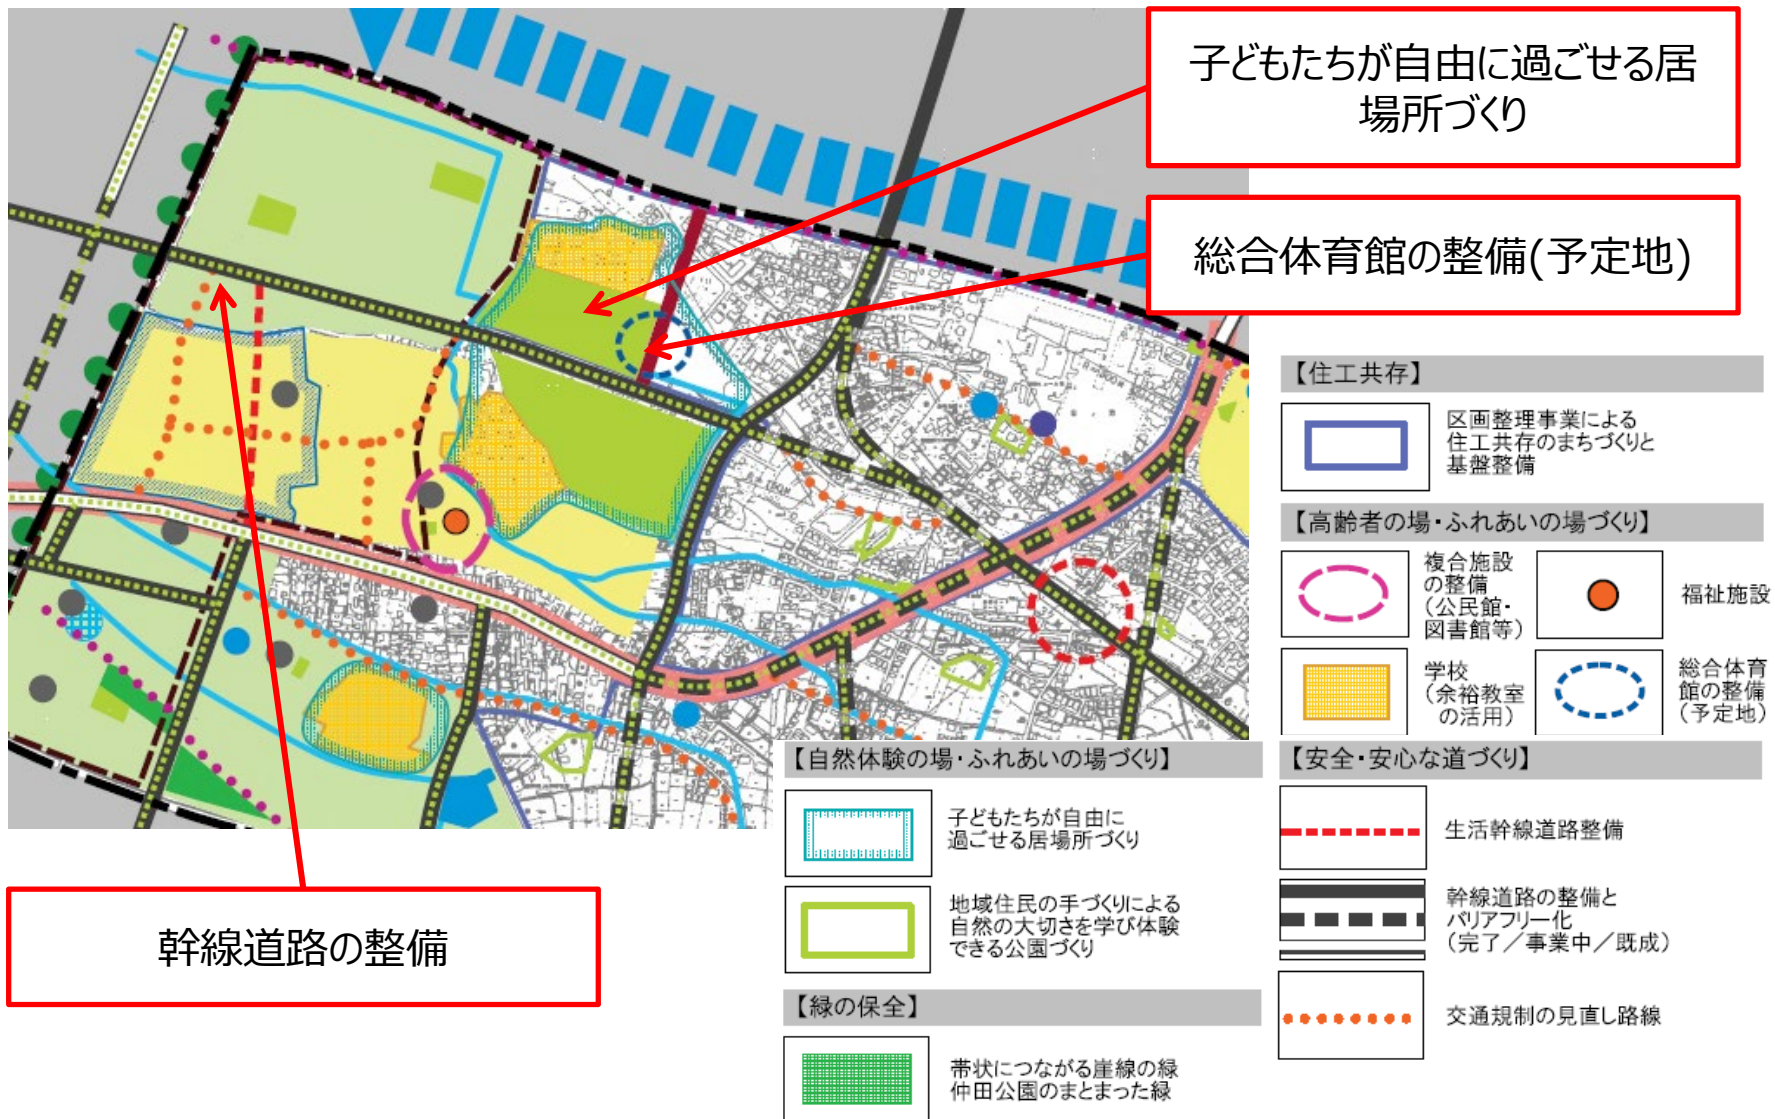 子どもたちが自由に過ごせる居
場所づくり
総合体育館の整備(予定地)
幹線道路の整備
【住工共存】
区画整理事業による
住工共存のまちづくりと
基盤整備
【高齢者の場・ふれあいの場づくり】
複合施設
の整備
(公民館・
図書館等)
福祉施設
学校
(余裕教室
の活用)
総合体育
館の整備
(予定地)
【自然体験の場・ふれあいの場づくり】
子どもたちが自由に
過ごせる居場所づくり
地域住民の手づくりによる
自然の大切さを学び体験
できる公園づくり
【緑の保全】
帯状につながる崖線の緑
仲田公園のまとまった緑
【安全・安心な道づくり】
生活幹線道路整備
幹線道路の整備と
バリアフリー化
(完了/事業中/既成)
交通規制の見直し路線